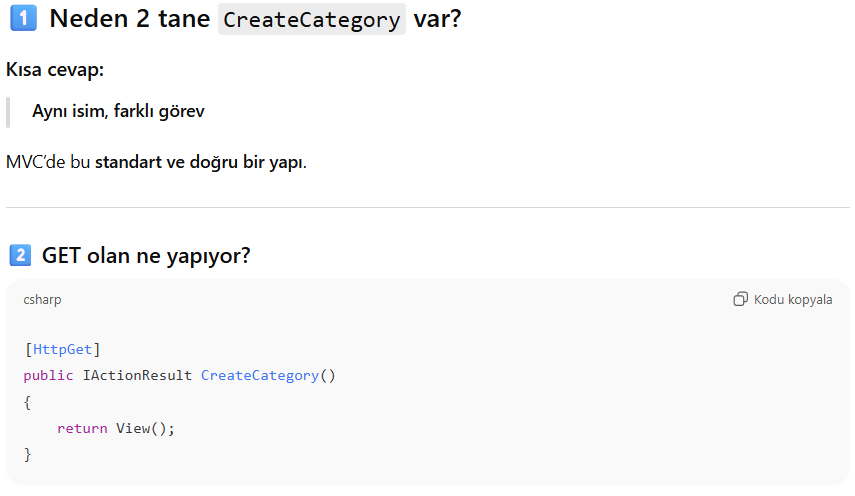 1 Neden 2 tane CreateCategory var?
Kısa cevap:
Aynı isim, farklı görev
MVC’de bu standart ve doğru bir yapı.
2 GET olan ne yapıyor?
csharp
Kodu kopyala
[HttpGet]
public IActionResult CreateCategory()
{
    return View();
}